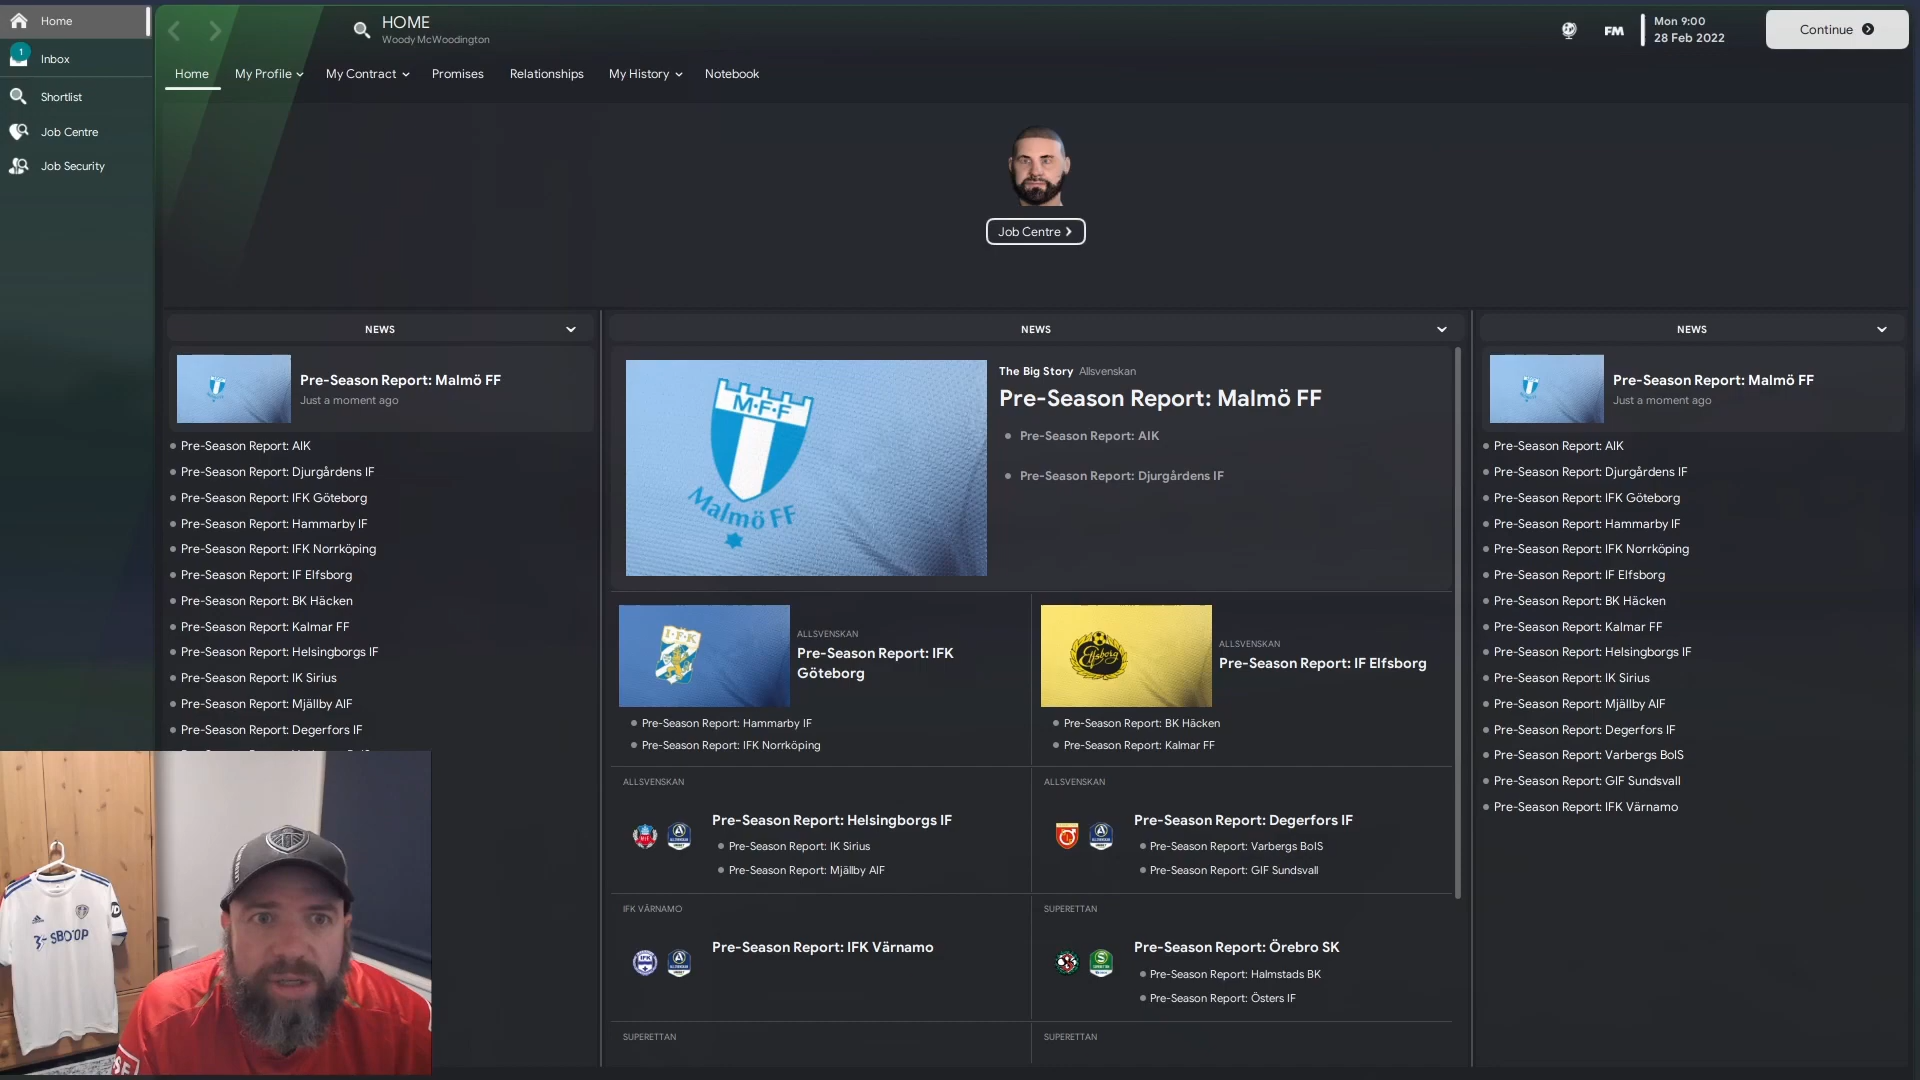 Home
1
Inbox
Shortlist
Job Centre
Job Security
HOME
Woody McWoodington
FM
Mon 9:00
28 Feb 2022
Continue
Home
My Profile
My Contract
Promises
Relationships
My History
Notebook
Job Centre
NEWS
Pre-Season Report: Malmö FF
Just a moment ago
Pre-Season Report: AIK
Pre-Season Report: Djurgårdens IF
Pre-Season Report: IFK Göteborg
Pre-Season Report: Hammarby IF
Pre-Season Report: IFK Norrköping
Pre-Season Report: IF Elfsborg
Pre-Season Report: BK Häcken
Pre-Season Report: Kalmar FF
Pre-Season Report: Helsingborgs IF
Pre-Season Report: IK Sirius
Pre-Season Report: Mjällby AIF
Pre-Season Report: Degerfors IF
NEWS
M·F·F
Malmö FF
The Big Story Allsvenskan
Pre-Season Report: Malmö FF
Pre-Season Report: AIK
Pre-Season Report: Djurgårdens IF
I·F·K
ALLSVENSKAN
Pre-Season Report: IFK
Göteborg
Pre-Season Report: Hammarby IF
Pre-Season Report: IFK Norrköping
Elfsborg
ALLSVENSKAN
Pre-Season Report: IF Elfsborg
Pre-Season Report: BK Häcken
Pre-Season Report: Kalmar FF
ALLSVENSKAN
Pre-Season Report: Helsingborgs IF
Pre-Season Report: IK Sirius
Pre-Season Report: Mjällby AIF
ALLSVENSKAN
Pre-Season Report: Degerfors IF
Pre-Season Report: Varbergs BoIS
Pre-Season Report: GIF Sundsvall
IFK VÄRNAMO
Pre-Season Report: IFK Värnamo
SUPERETTAN
Pre-Season Report: Örebro SK
Pre-Season Report: Halmstads BK
Pre-Season Report: Östers IF
SUPERETTAN
SUPERETTAN
NEWS
Pre-Season Report: Malmö FF
Just a moment ago
Pre-Season Report: AIK
Pre-Season Report: Djurgårdens IF
Pre-Season Report: IFK Göteborg
Pre-Season Report: Hammarby IF
Pre-Season Report: IFK Norrköping
Pre-Season Report: IF Elfsborg
Pre-Season Report: BK Häcken
Pre-Season Report: Kalmar FF
Pre-Season Report: Helsingborgs IF
Pre-Season Report: IK Sirius
Pre-Season Report: Mjällby AIF
Pre-Season Report: Degerfors IF
Pre-Season Report: Varbergs BoIS
Pre-Season Report: GIF Sundsvall
Pre-Season Report: IFK Värnamo